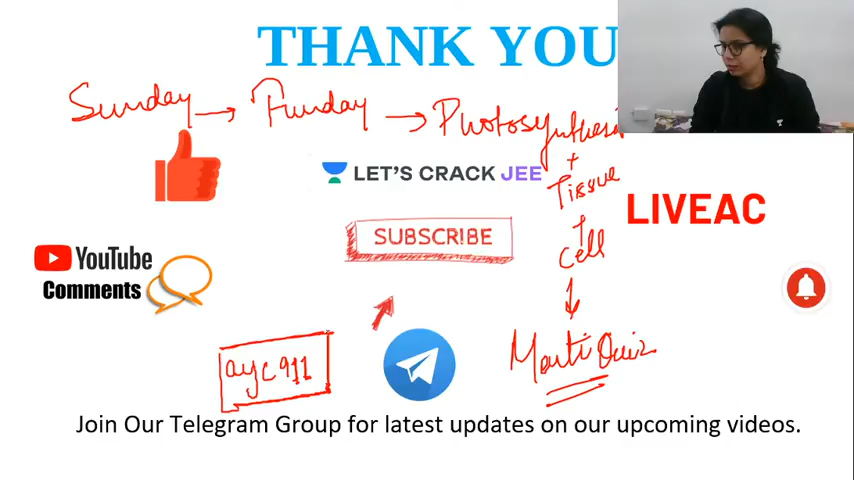 THANK YOU
Sunday → Funday → Photosynthesis
+
Tissue
LET'S CRACK JEE
LIVEAC
SUBSCRIBE
Cell
YouTube
Comments
Quiz
ayc911
Join Our Telegram Group for latest updates on our upcoming videos.